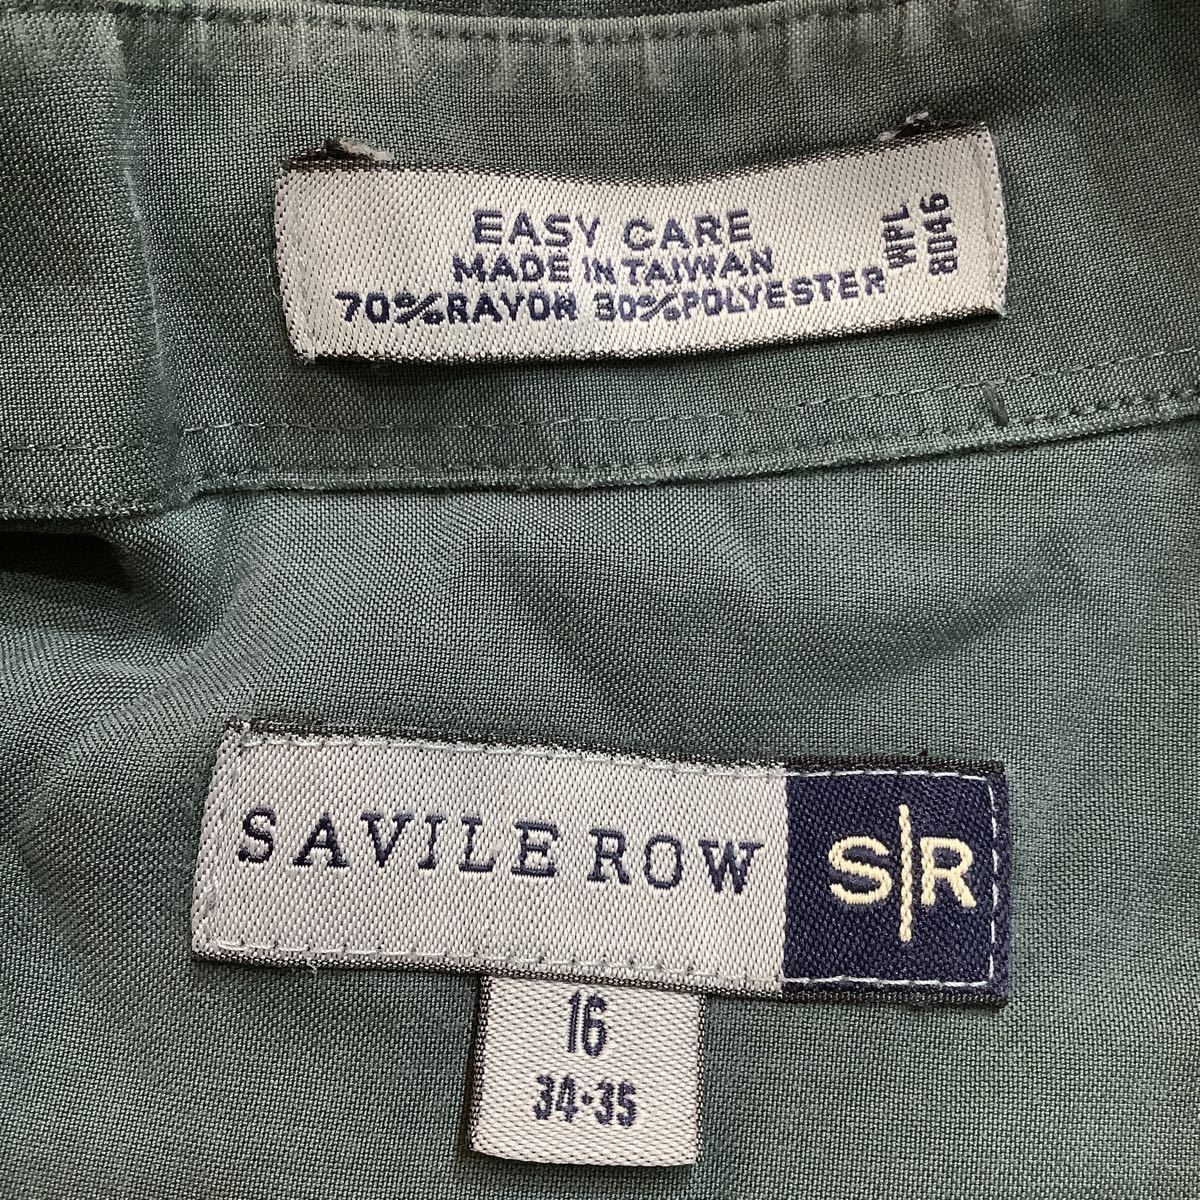 EASY CARE
MADE IN TAIWAN
70% RAYON 30% POLYESTER
WPL
8046
SAVILE ROW
S|R
16
34·35